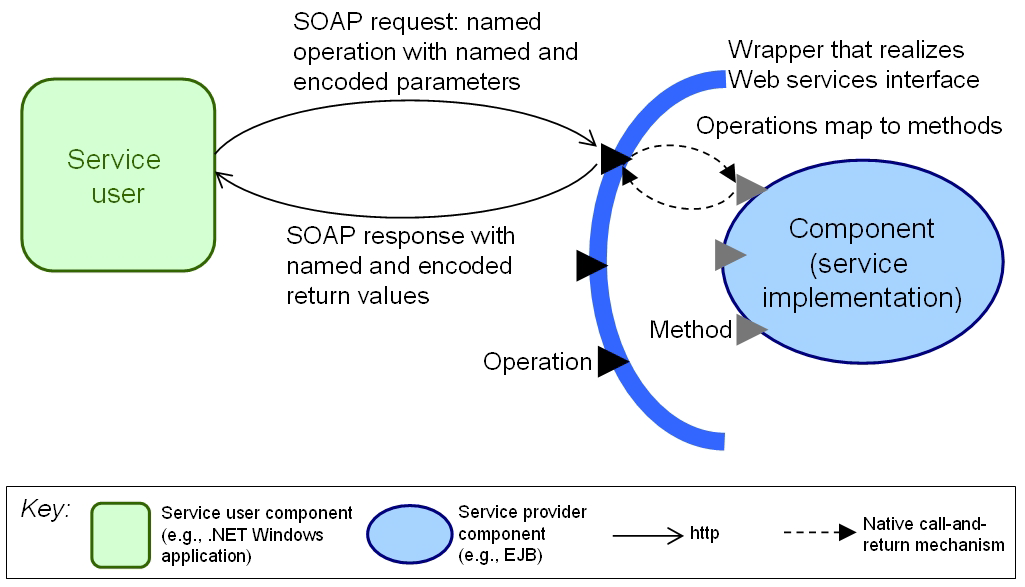 SOAP request: named
operation with named and
encoded parameters
Wrapper that realizes
Web services interface
Operations map to methods
Service
user
Component
(service
implementation)
SOAP response with
named and encoded
return values
Method
Operation
Key:
Service user component
(e.g., .NET Windows
application)
Service provider
component
(e.g., EJB)
http
Native call-and-
return mechanism